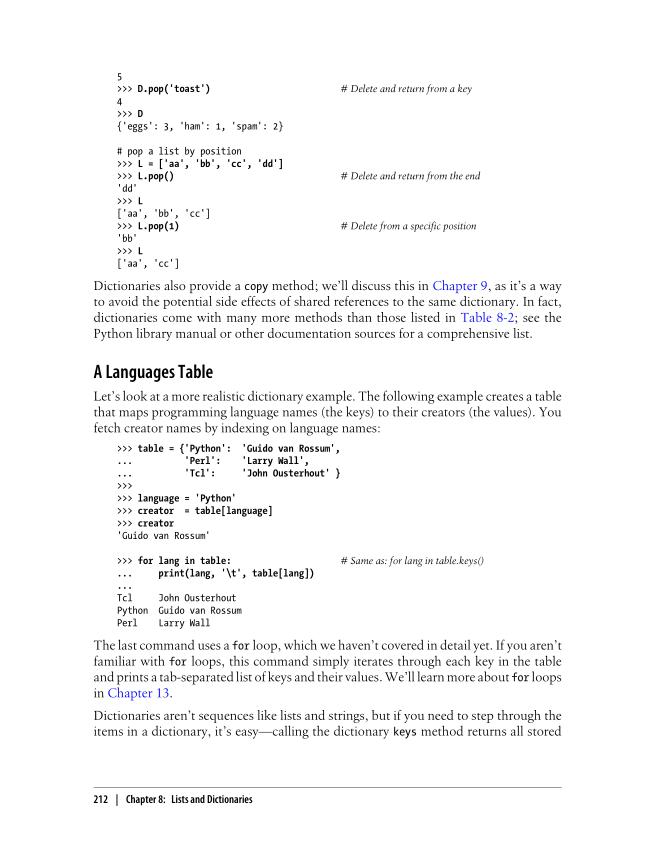 5
>>> D.pop('toast') # Delete and return from a key
4
>>> D
{'eggs': 3, 'ham': 1, 'spam': 2}
# pop a list by position
>>> L = ['aa', 'bb', 'cc', 'dd']
>>> L.pop() # Delete and return from the end
'dd'
>>> L
['aa', 'bb', 'cc']
>>> L.pop(1) # Delete from a specific position
'bb'
>>> L
['aa', 'cc']
Dictionaries also provide a copy method; we'll discuss this in Chapter 9, as it's a way
to avoid the potential side effects of shared references to the same dictionary. In fact,
dictionaries come with many more methods than those listed in Table 8-2; see the
Python library manual or other documentation sources for a comprehensive list.
A Languages Table
Let's look at a more realistic dictionary example. The following example creates a table
that maps programming language names (the keys) to their creators (the values). You
fetch creator names by indexing on language names:
>>> table = {'Python': 'Guido van Rossum',
... 'Perl': 'Larry Wall',
... 'Tcl': 'John Ousterhout' }
>>>
>>> language = 'Python'
>>> creator = table[language]
>>> creator
'Guido van Rossum'
>>> for lang in table: # Same as: for lang in table.keys()
... print(lang, '\t', table[lang])
...
Tcl John Ousterhout
Python Guido van Rossum
Perl Larry Wall
The last command uses a for loop, which we haven't covered in detail yet. If you aren't
familiar with for loops, this command simply iterates through each key in the table
and prints a tab-separated list of keys and their values. We'll learn more about for loops
in Chapter 13.
Dictionaries aren't sequences like lists and strings, but if you need to step through the
items in a dictionary, it's easy—calling the dictionary keys method returns all stored
212 | Chapter 8: Lists and Dictionaries